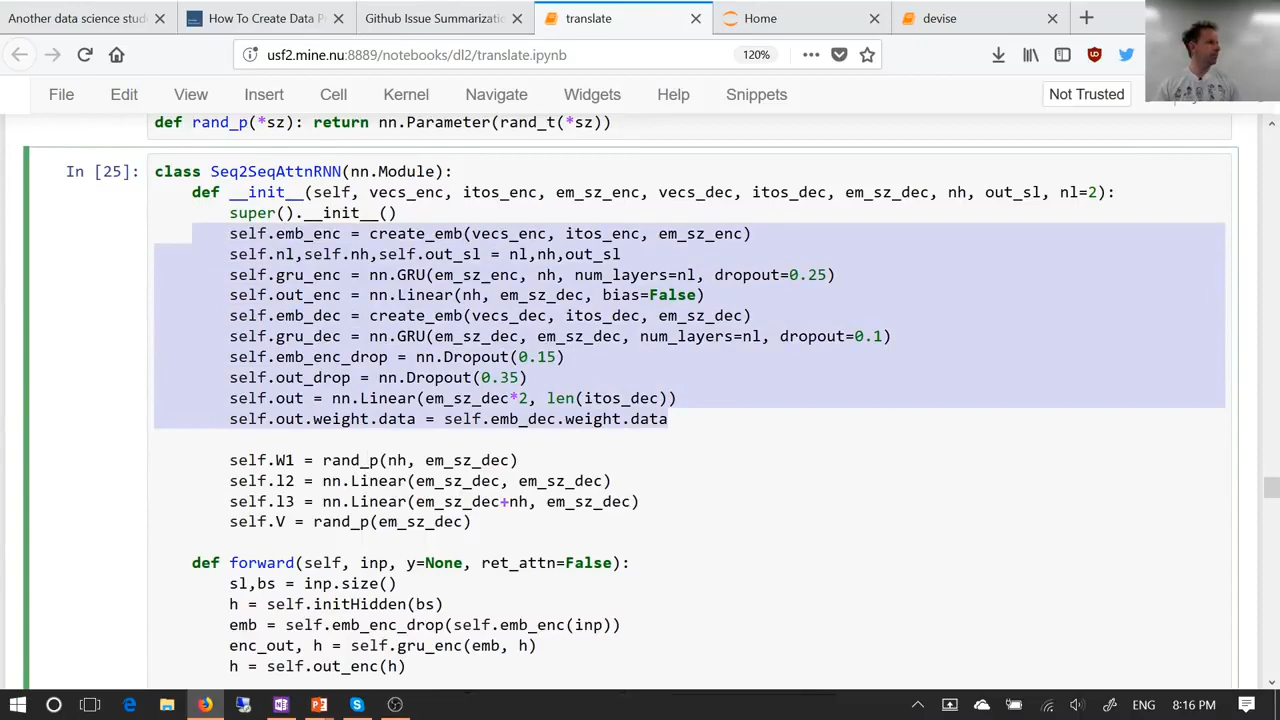 Another data science stud
How To Create Data P
Github Issue Summarizatio
translate
Home
devise
usf2.mine.nu:8889/notebooks/dl2/translate.ipynb
120%
File Edit View Insert Cell Kernel Navigate Widgets Help Snippets
Not Trusted
def rand_p(*sz): return nn.Parameter(rand_t(*sz))
In [25]:
class Seq2SeqAttnRNN(nn.Module):
def __init__(self, vecs_enc, itos_enc, em_sz_enc, vecs_dec, itos_dec, em_sz_dec, nh, out_sl, nl=2):
super().__init__()
self.emb_enc = create_emb(vecs_enc, itos_enc, em_sz_enc)
self.nl,self.nh,self.out_sl = nl,nh,out_sl
self.gru_enc = nn.GRU(em_sz_enc, nh, num_layers=nl, dropout=0.25)
self.out_enc = nn.Linear(nh, em_sz_dec, bias=False)
self.emb_dec = create_emb(vecs_dec, itos_dec, em_sz_dec)
self.gru_dec = nn.GRU(em_sz_dec, em_sz_dec, num_layers=nl, dropout=0.1)
self.emb_enc_drop = nn.Dropout(0.15)
self.out_drop = nn.Dropout(0.35)
self.out = nn.Linear(em_sz_dec*2, len(itos_dec))
self.out.weight.data = self.emb_dec.weight.data
self.W1 = rand_p(nh, em_sz_dec)
self.l2 = nn.Linear(em_sz_dec, em_sz_dec)
self.l3 = nn.Linear(em_sz_dec+nh, em_sz_dec)
self.V = rand_p(em_sz_dec)
def forward(self, inp, y=None, ret_attn=False):
sl,bs = inp.size()
h = self.initHidden(bs)
emb = self.emb_enc_drop(self.emb_enc(inp))
enc_out, h = self.gru_enc(emb, h)
h = self.out_enc(h)
ENG
8:16 PM